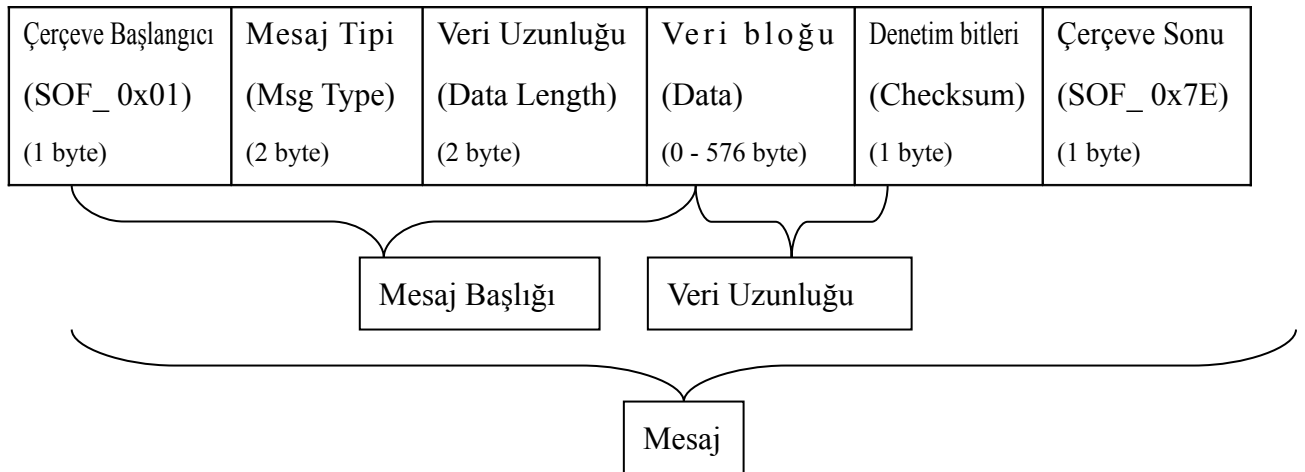 Çerçeve Başlangıcı
(SOF_ 0x01)
(1 byte)
Mesaj Tipi
(Msg Type)
(2 byte)
Veri Uzunluğu
(Data Length)
(2 byte)
Veri bloğu
(Data)
(0 - 576 byte)
Denetim bitleri
(Checksum)
(1 byte)
Çerçeve Sonu
(SOF_ 0x7E)
(1 byte)
Mesaj Başlığı
Veri Uzunluğu
Mesaj